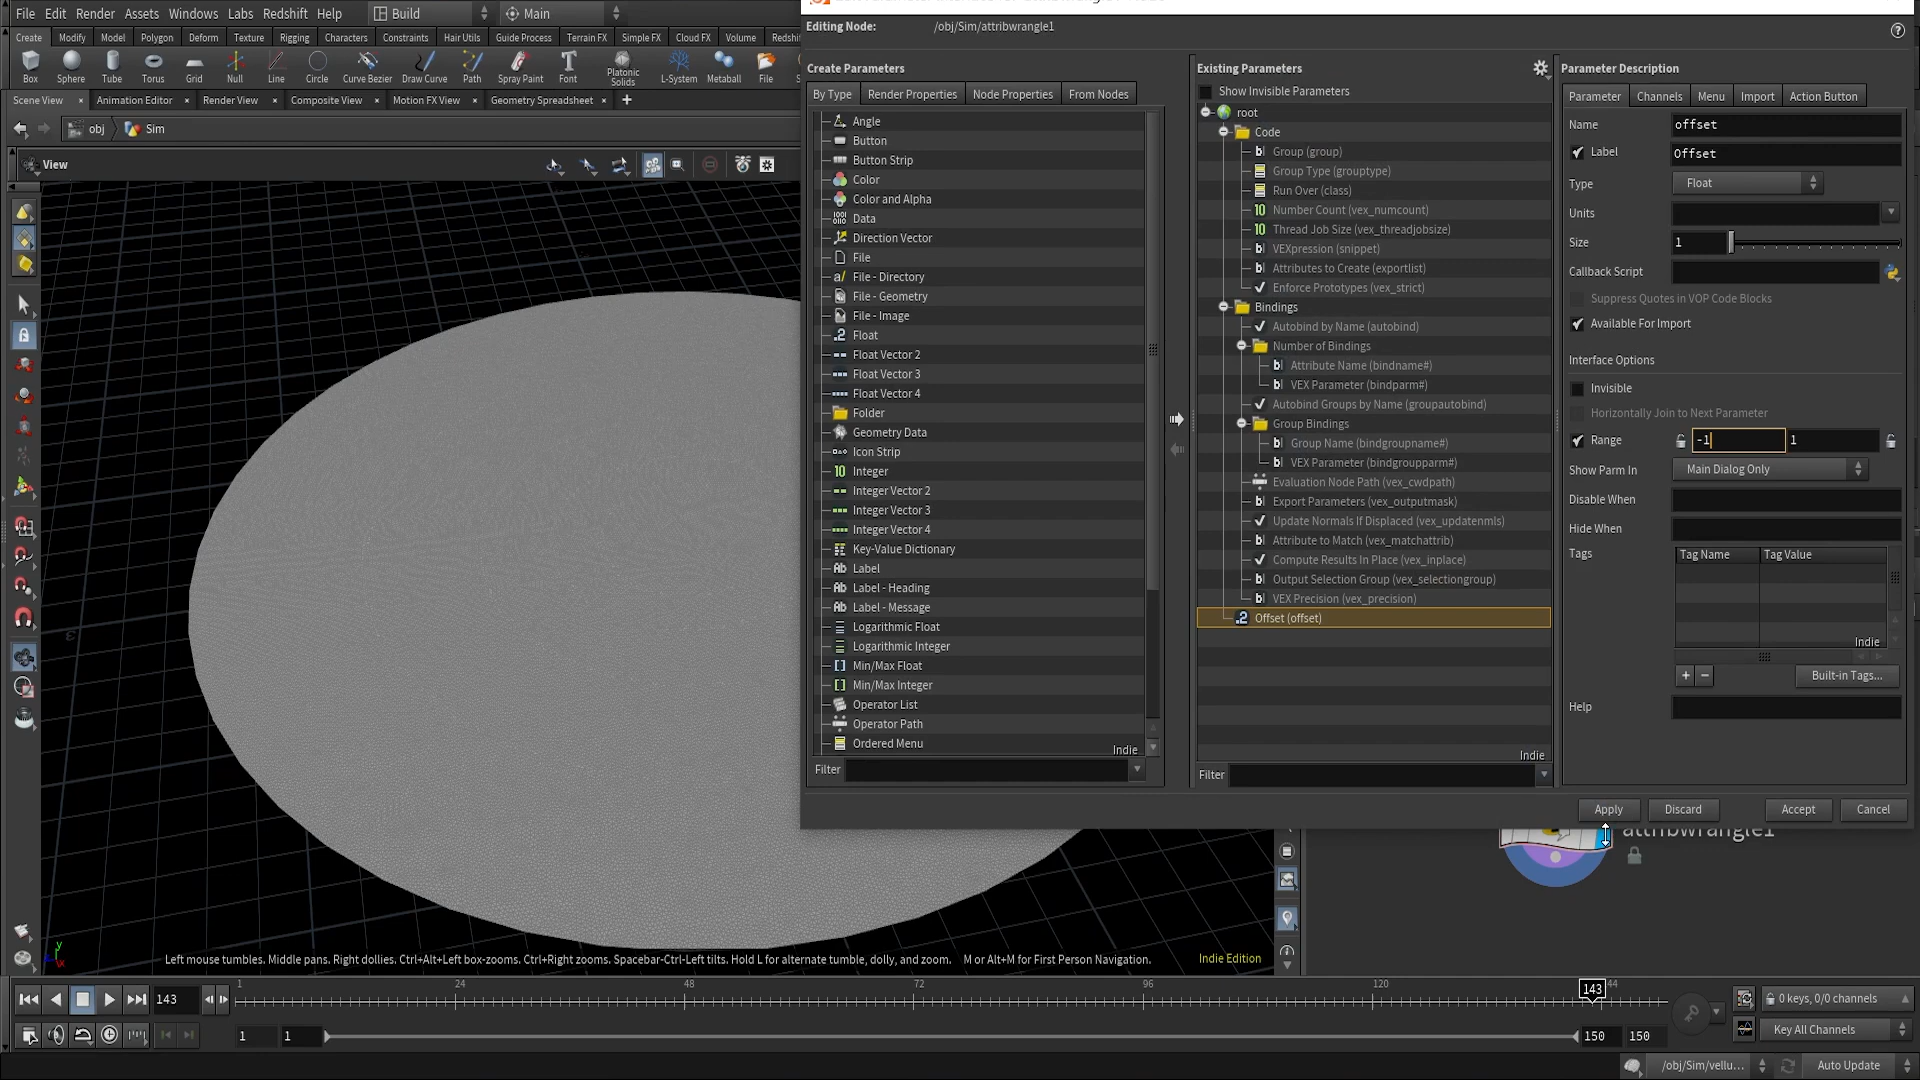 File Edit Render Assets Windows Labs Redshift Help Build Main
Create Modify Model Polygon Deform Texture Rigging Characters Constraints Hair Utils Guide Process Terrain FX Simple FX Cloud FX Volume
Box Sphere Tube Torus Grid Null Line Circle Curve Bezier Draw Curve Path Spray Paint Font Platonic Solids L-System Metaball File
Scene View Animation Editor Render View Composite View Motion FX View Geometry Spreadsheet
obj Sim
View
Left mouse tumbles. Middle pans. Right dollies. Ctrl+Alt+Left box-zooms. Ctrl+Right zooms. Spacebar-Ctrl-Left tilts. Hold L for alternate tumble, dolly, and zoom. M or Alt+M for First Person Navigation.
Indie Edition
Editing Node: /obj/Sim/attribwrangle1
Create Parameters
By Type Render Properties Node Properties From Nodes
Angle
Button
Button Strip
Color
Color and Alpha
Data
Direction Vector
File
File - Directory
File - Geometry
File - Image
Float
Float Vector 2
Float Vector 3
Float Vector 4
Folder
Geometry Data
Icon Strip
Integer
Integer Vector 2
Integer Vector 3
Integer Vector 4
Key-Value Dictionary
Label
Label - Heading
Label - Message
Logarithmic Float
Logarithmic Integer
Min/Max Float
Min/Max Integer
Operator List
Operator Path
Ordered Menu
Indie
Filter
Existing Parameters
Show Invisible Parameters
root
Code
Group (group)
Group Type (grouptype)
Run Over (class)
Number Count (vex_numcount)
Thread Job Size (vex_threadjobsize)
VEXpression (snippet)
Attributes to Create (exportlist)
Enforce Prototypes (vex_strict)
Bindings
Autobind by Name (autobind)
Number of Bindings
Attribute Name (bindname#)
VEX Parameter (bindparm#)
Autobind Groups by Name (groupautobind)
Group Bindings
Group Name (bindgroupname#)
VEX Parameter (bindgroupparm#)
Evaluation Node Path (vex_cwdpath)
Export Parameters (vex_outputmask)
Update Normals If Displaced (vex_updatenmls)
Attribute to Match (vex_matchattrib)
Compute Results In Place (vex_inplace)
Output Selection Group (vex_selectiongroup)
VEX Precision (vex_precision)
Offset (offset)
Indie
Filter
Parameter Description
Parameter Channels Menu Import Action Button
Name offset
Label Offset
Type Float
Units
Size 1
Callback Script
Suppress Quotes in VOP Code Blocks
Available For Import
Interface Options
Invisible
Horizontally Join to Next Parameter
Range -1 1
Show Parm In Main Dialog Only
Disable When
Hide When
Tags Tag Name Tag Value
Indie
+ - Built-in Tags...
Help
Apply Discard Accept Cancel
attribwrangle1
143 1 24 48 72 96 120 143 44
0 keys, 0/0 channels
1 1 150 150 Key All Channels
/obj/Sim/vellu... Auto Update